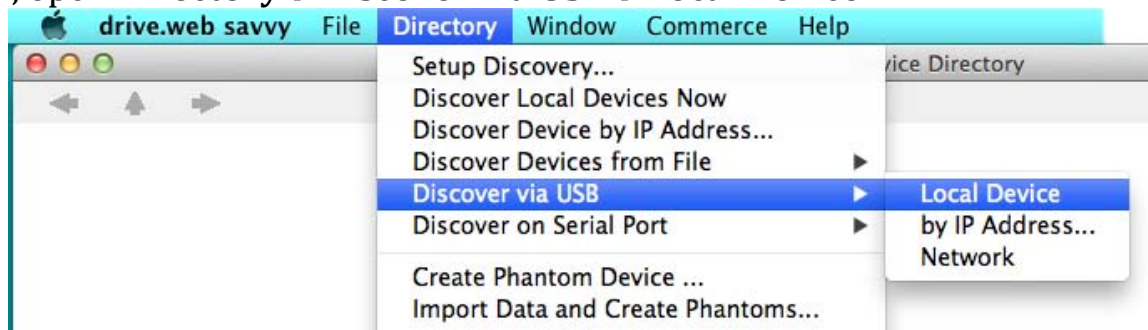 drive.web savvy File Directory Window Commerce Help
Setup Discovery...
vice Directory
Discover Local Devices Now
Discover Device by IP Address...
Discover Devices from File
Discover via USB
Local Device
Discover on Serial Port
by IP Address...
Network
Create Phantom Device ...
Import Data and Create Phantoms...